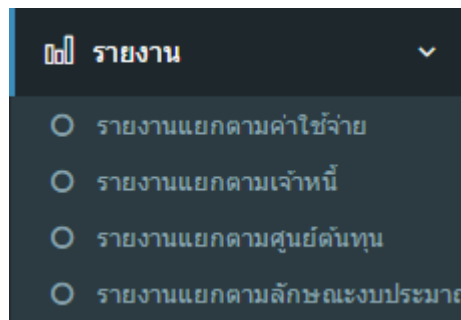 รายงาน
รายงานแยกตามค่าใช้จ่าย
รายงานแยกตามเจ้าหนี้
รายงานแยกตามศูนย์ต้นทุน
รายงานแยกตามลักษณะงบประมาณ